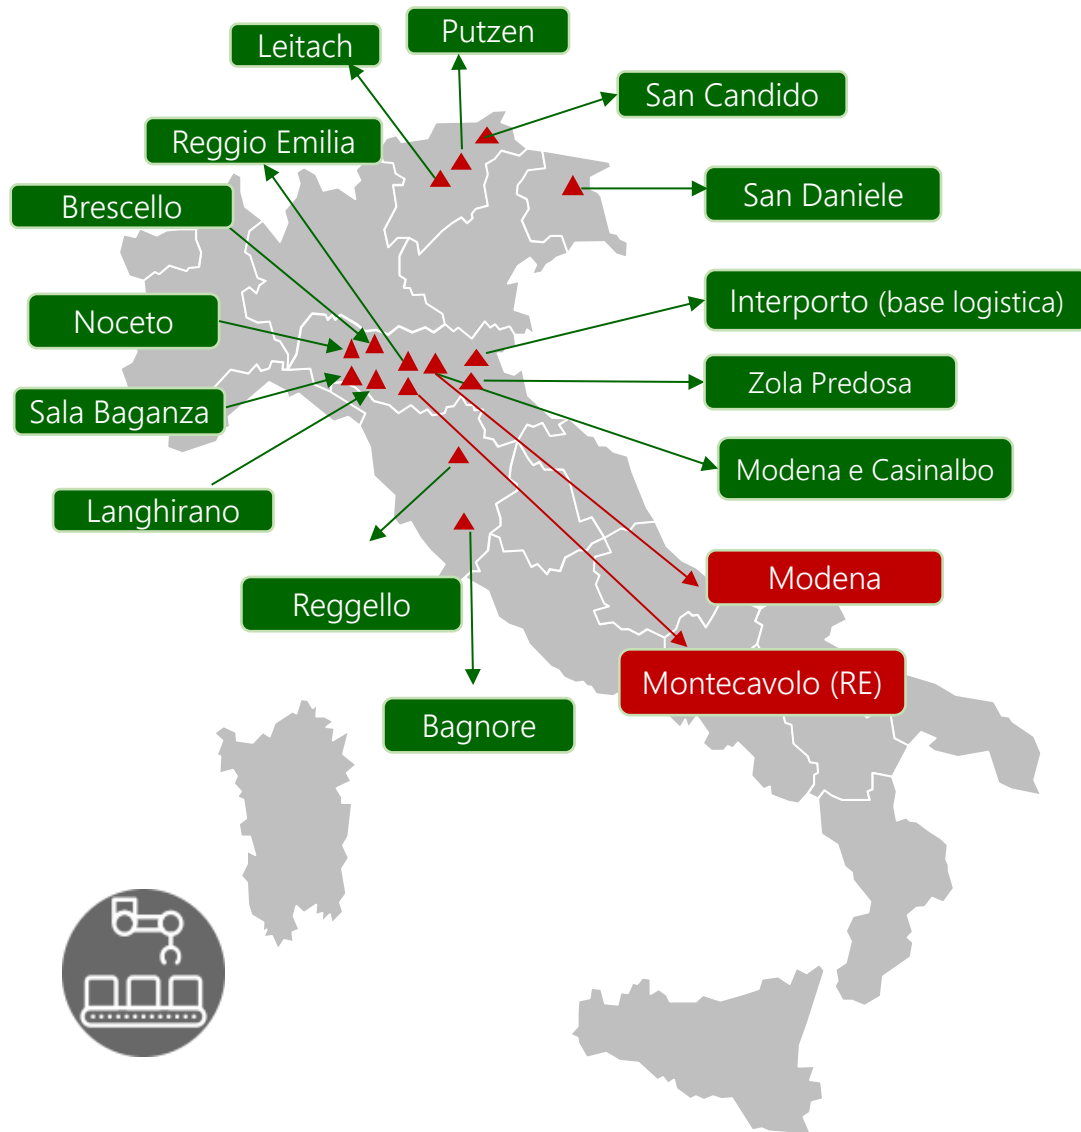 Putzen
Leitach
San Candido
Reggio Emilia
San Daniele
Brescello
Interporto (base logistica)
Noceto
Zola Predosa
Sala Baganza
Modena e Casinalbo
Langhirano
Modena
Reggello
Montecavolo (RE)
Bagnore